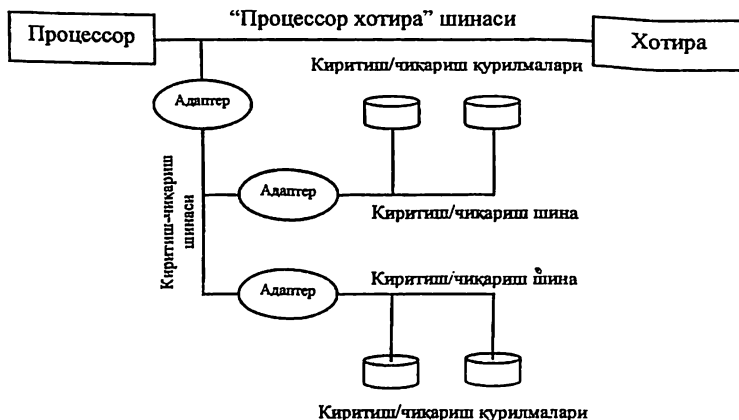 “Процессор хотира” шинаси
Процессор
Хотира
Киритиш/чиқариш қурилмалари
Адаптер
Киритиш-чиқариш
шинаси
Адаптер
Киритиш/чиқариш шина
Киритиш/чиқариш шина
Адаптер
Киритиш/чиқариш қурилмалари